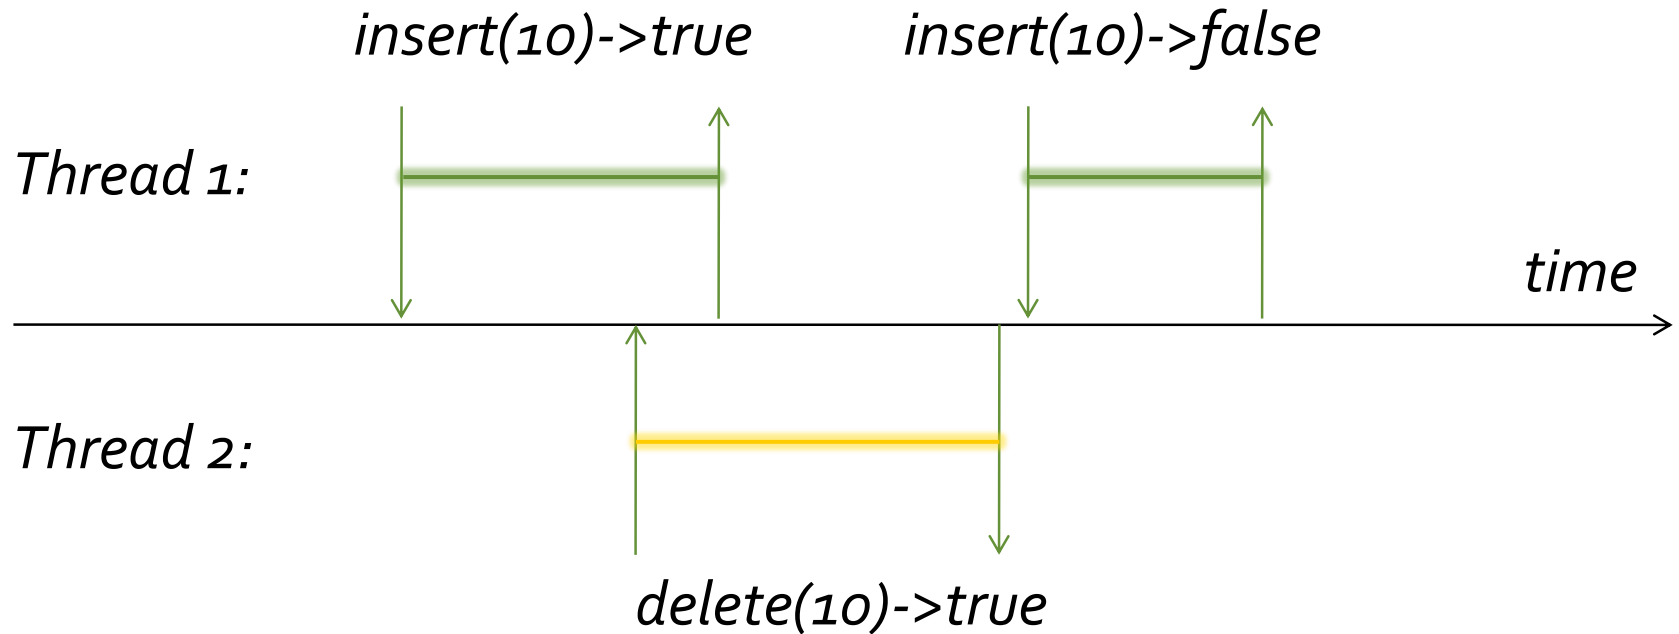 insert(10)->true
insert(10)->false
Thread 1:
time
Thread 2:
delete(10)->true